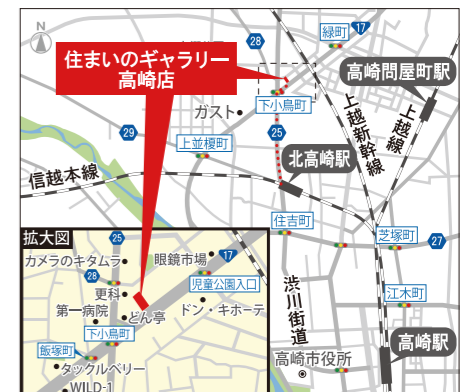 N
28
緑町
17
住まいのギャラリー
高崎店
高崎問屋町駅
ガスト
下小鳥町
29
上並榎町
25
上越新幹線
上越線
北高崎駅
信越本線
住吉町
芝塚町
27
渋川街道
江木町
高崎駅
高崎市役所
拡大図
25
カメラのキタムラ
眼鏡市場
17
28
児童公園入口
更科
第一病院
どん亭
ドン・キホーテ
下小鳥町
飯塚町
タックルベリー
WILD-1